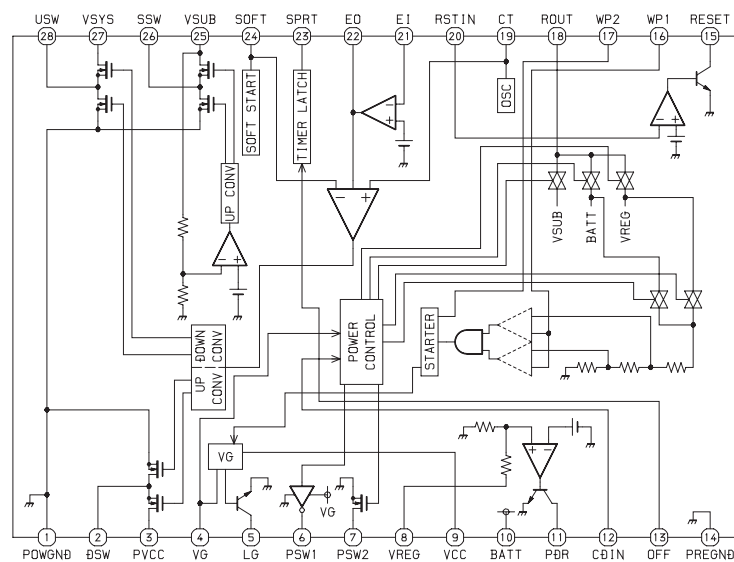 USW VSYS SSW VSUB SOFT SPRT EO EI RSTIN CT ROUT WP2 WP1 RESET
28 27 26 25 24 23 22 21 20 19 18 17 16 15
SOFT START
TIMER LATCH
OSC
UP CONV
VSUB
BATT
VREG
DOWN CONV
UP CONV
POWER CONTROL
STARTER
VG
VG
1 2 3 4 5 6 7 8 9 10 11 12 13 14
POWGND DSW PVCC VG LG PSW1 PSW2 VREG VCC BATT PDR CDIN OFF PREGND